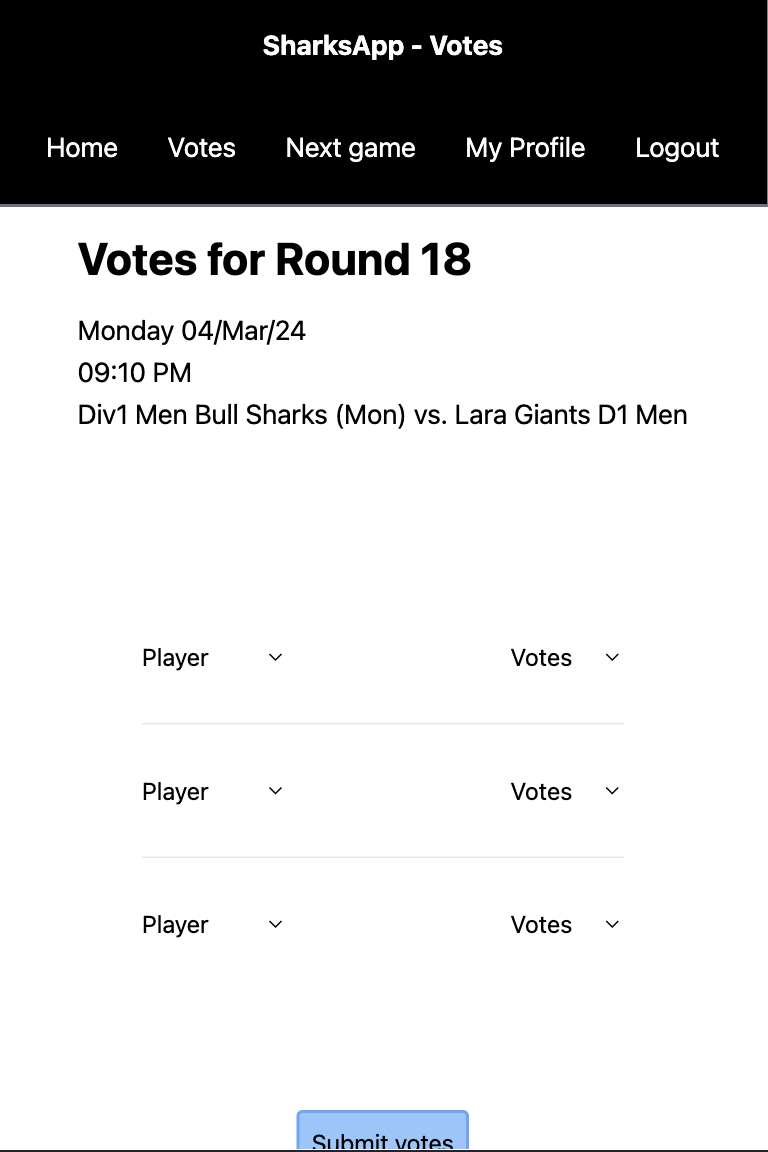 SharksApp - Votes
Home Votes Next game My Profile Logout
Votes for Round 18
Monday 04/Mar/24
09:10 PM
Div1 Men Bull Sharks (Mon) vs. Lara Giants D1 Men
Player Votes
Player Votes
Player Votes
Submit votes